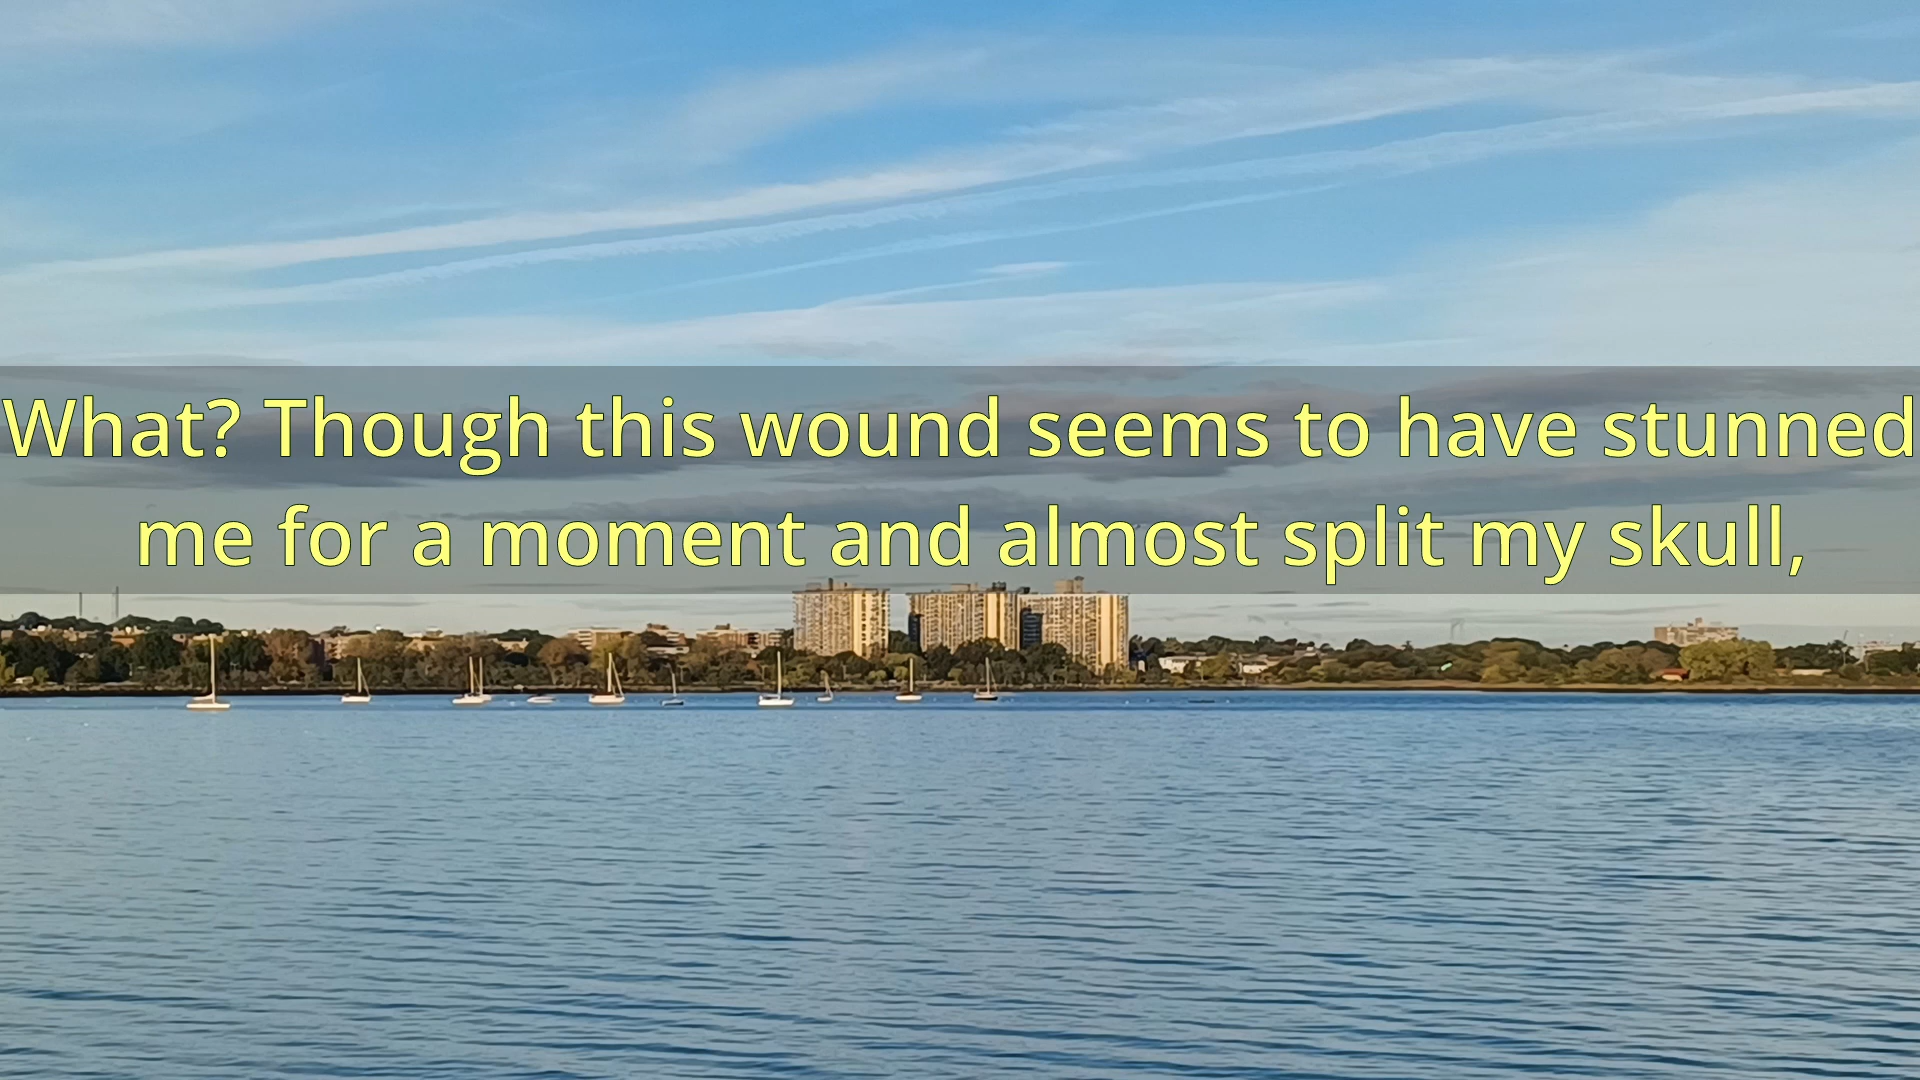 What? Though this wound seems to have stunned
me for a moment and almost split my skull,